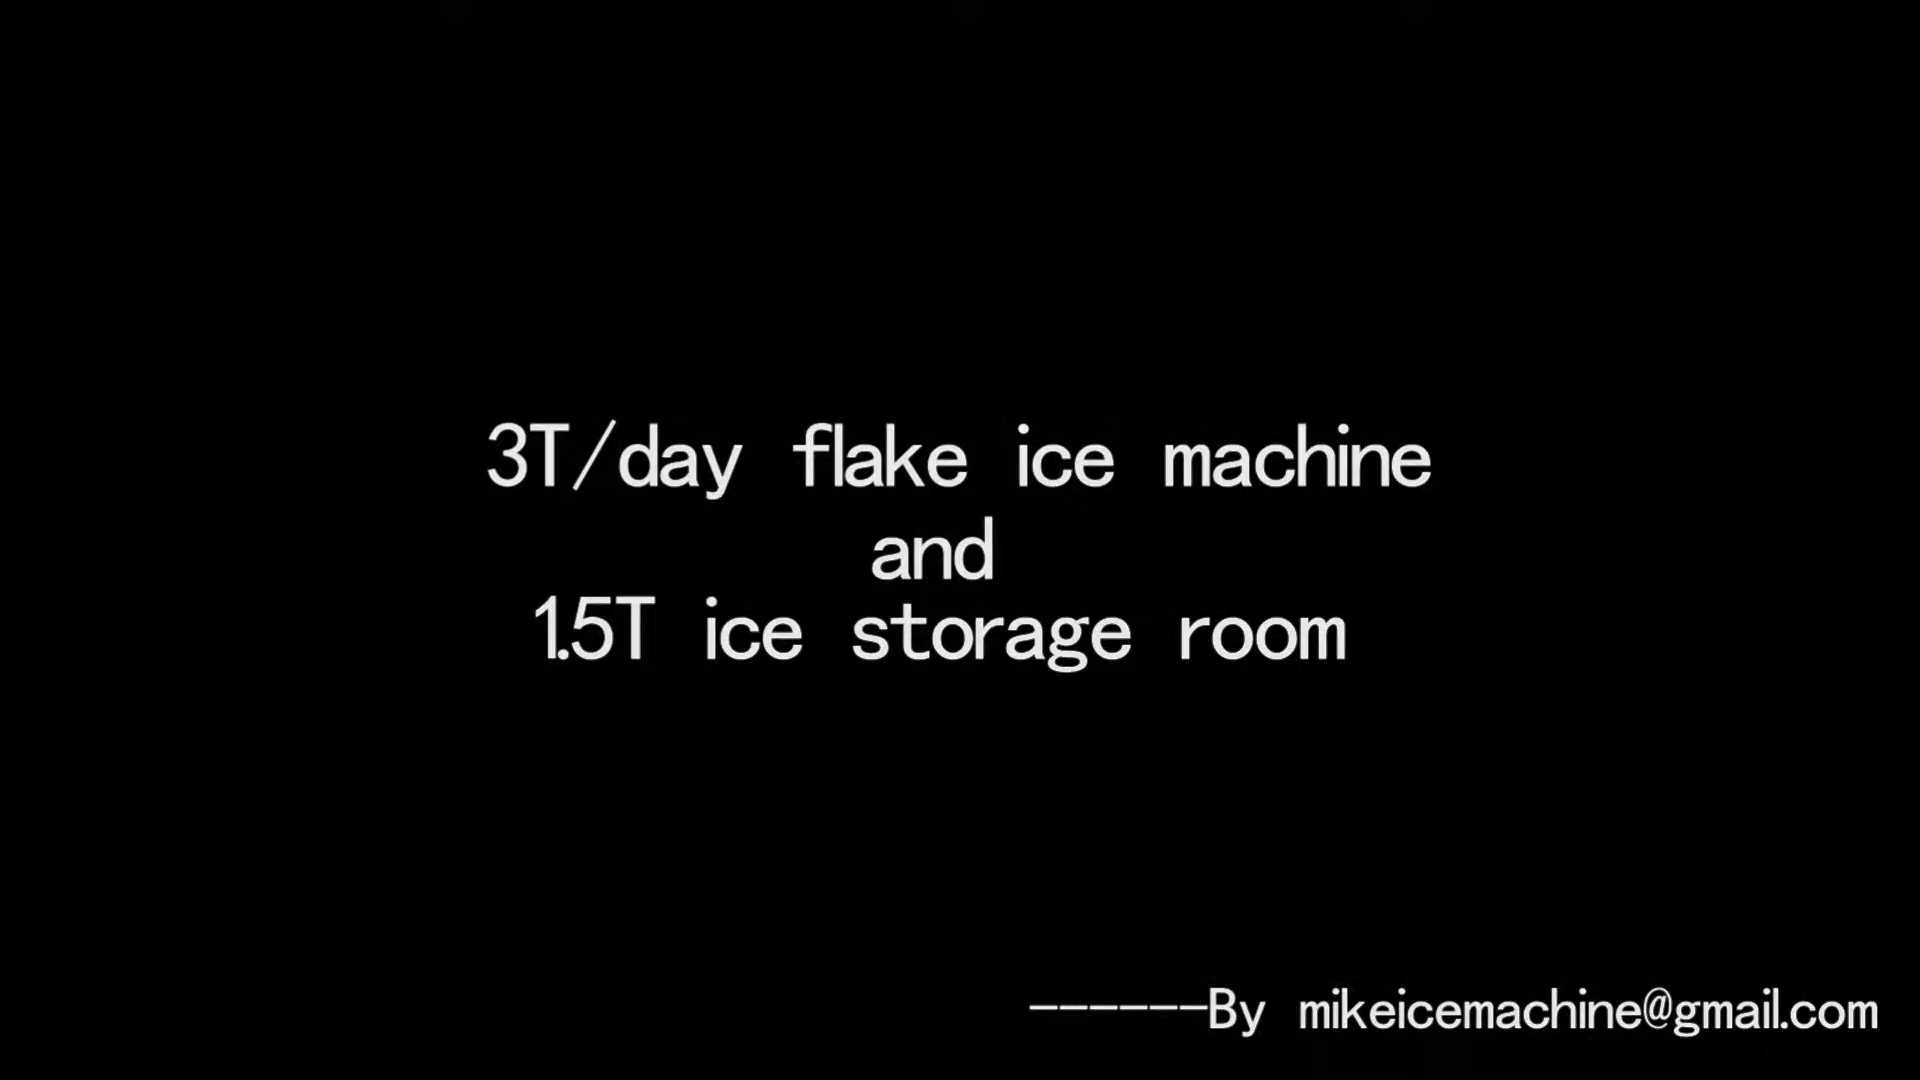 3T/day flake ice machine
and
1.5T ice storage room
------By mikeicemachine@gmail.com